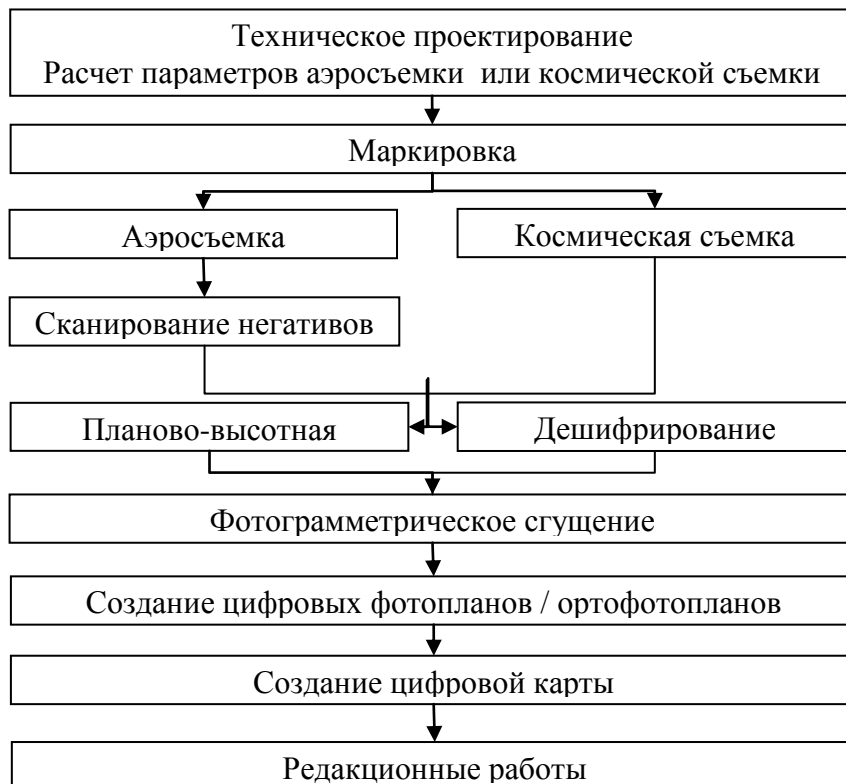 Техническое проектирование
Расчет параметров аэросъемки или космической съемки
Маркировка
Аэросъемка
Космическая съемка
Сканирование негативов
Планово-высотная
Дешифрирование
Фотограмметрическое сгущение
Создание цифровых фотопланов / ортофотопланов
Создание цифровой карты
Редакционные работы